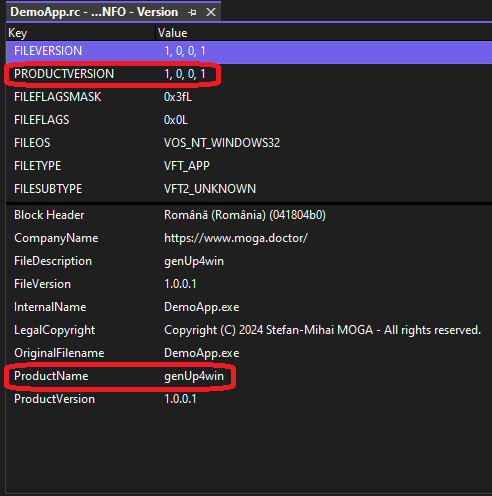 DemoApp.rc - ...NFO - Version
Key Value
FILEVERSION 1, 0, 0, 1
PRODUCTVERSION 1, 0, 0, 1
FILEFLAGSMASK 0x3fL
FILEFLAGS 0x0L
FILEOS VOS_NT_WINDOWS32
FILETYPE VFT_APP
FILESUBTYPE VFT2_UNKNOWN
Block Header Română (România) (041804b0)
CompanyName https://www.moga.doctor/
FileDescription genUp4win
FileVersion 1.0.0.1
InternalName DemoApp.exe
LegalCopyright Copyright (C) 2024 Stefan-Mihai MOGA - All rights reserved.
OriginalFilename DemoApp.exe
ProductName genUp4win
ProductVersion 1.0.0.1